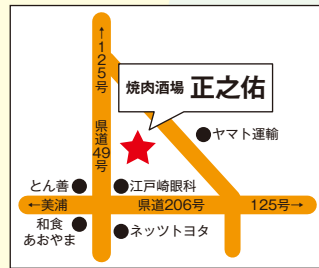 ←125号
焼肉酒場 正之佑
県道49号
ヤマト運輸
とん善
江戸崎眼科
←美浦
県道206号
125号→
和食
あおやま
ネッツトヨタ